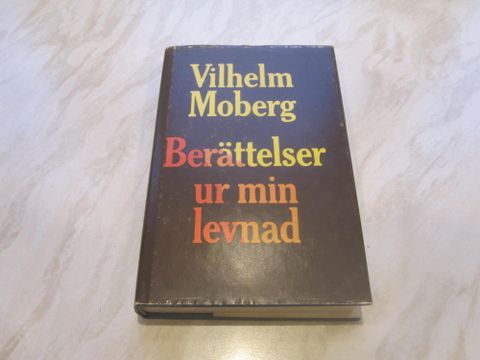 Vilhelm
Moberg
Berättelser
ur min
levnad